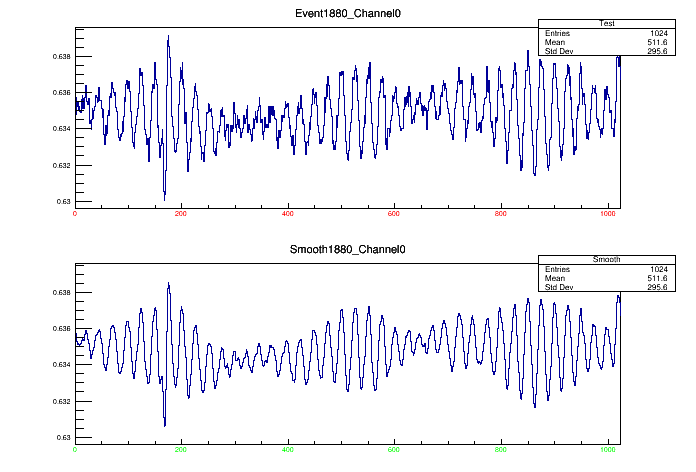 Event1880_Channel0
Test
Entries 1024
Mean 511.6
Std Dev 295.6
0.638
0.636
0.634
0.632
0.63
0 200 400 600 800 1000
Smooth1880_Channel0
Smooth
Entries 1024
Mean 511.6
Std Dev 295.6
0.638
0.636
0.634
0.632
0.63
0 200 400 600 800 1000